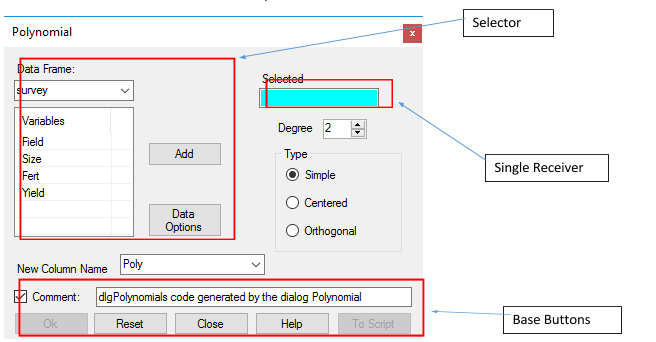 Selector
Polynomial
x
Data Frame:
survey
Selected
Variables
Field
Size
Fert
Yield
Add
Data
Options
Degree 2
Type
Simple
Centered
Orthogonal
Single Receiver
New Column Name Poly
Comment: dlgPolynomials code generated by the dialog Polynomial
Ok Reset Close Help To Script
Base Buttons